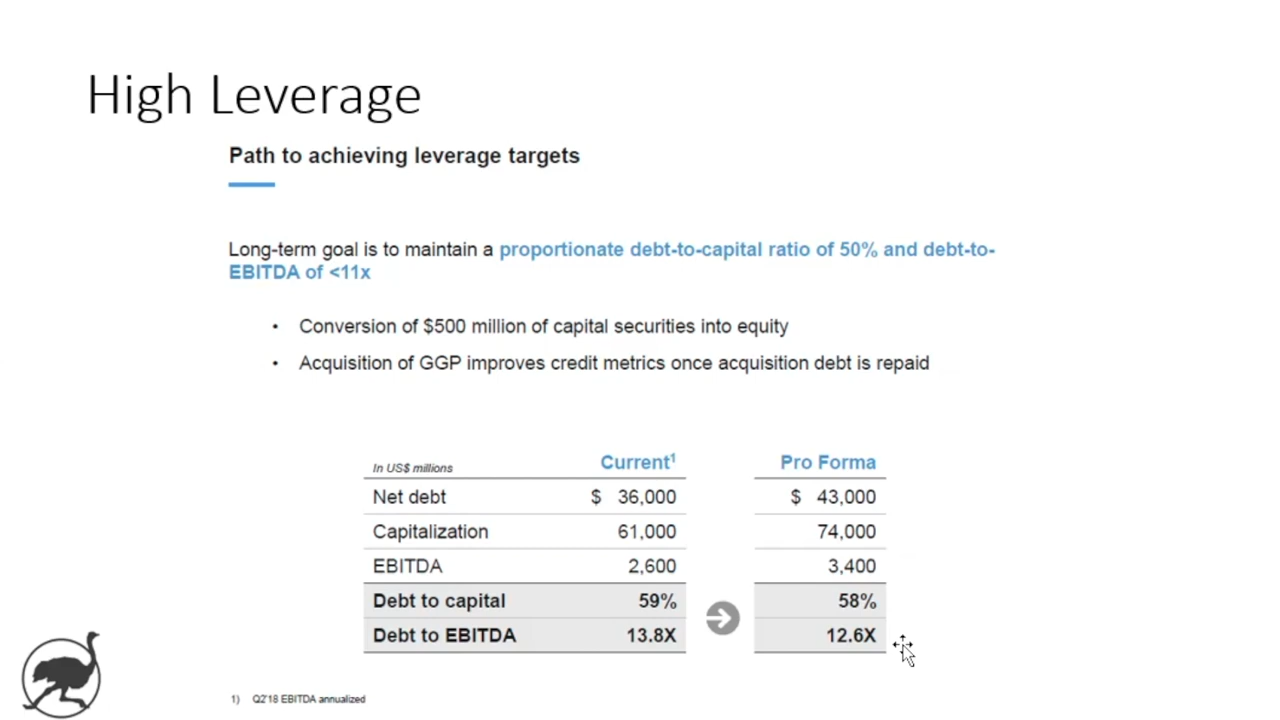 High Leverage
Path to achieving leverage targets
Long-term goal is to maintain a proportionate debt-to-capital ratio of 50% and debt-to-
EBITDA of <11x
• Conversion of $500 million of capital securities into equity
• Acquisition of GGP improves credit metrics once acquisition debt is repaid
In US$ millions Current1 Pro Forma
Net debt $ 36,000 $ 43,000
Capitalization 61,000 74,000
EBITDA 2,600 3,400
Debt to capital 59% 58%
Debt to EBITDA 13.8X 12.6X
1) Q2'18 EBITDA annualized